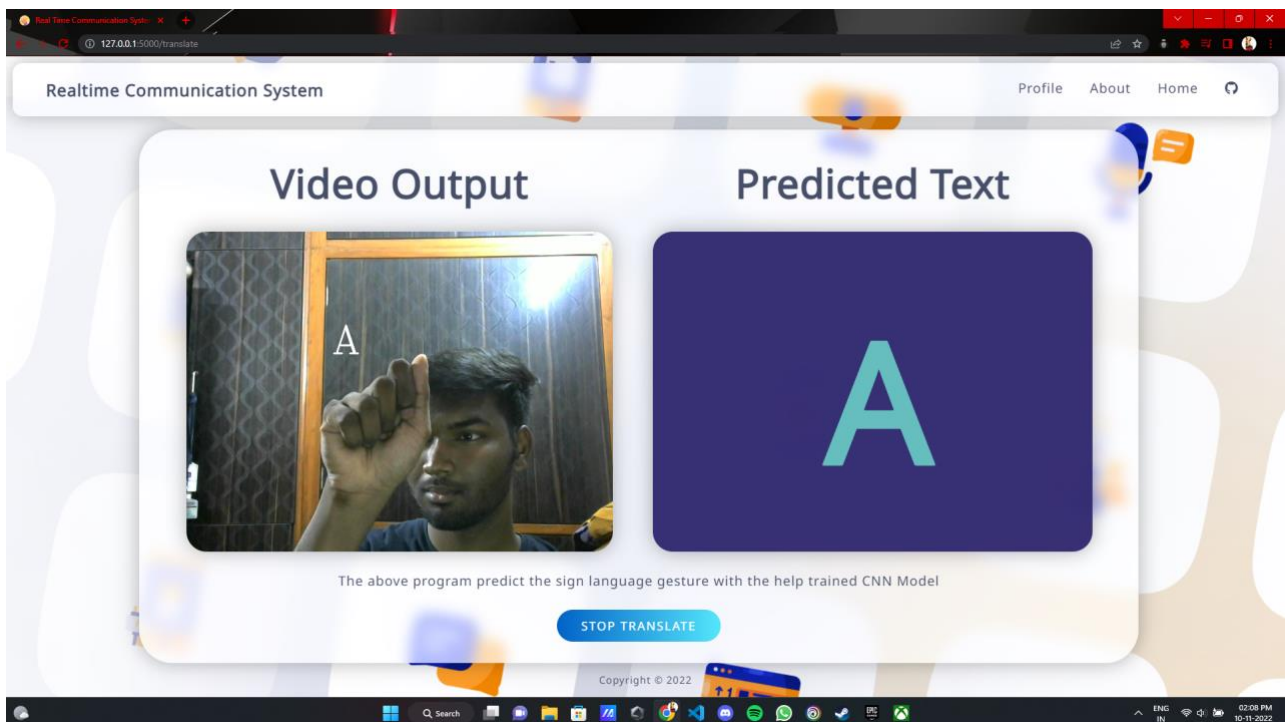 Real Time Communication Syste
127.0.0.1:5000/translate
Realtime Communication System
Profile About Home
Video Output
Predicted Text
A
A
The above program predict the sign language gesture with the help trained CNN Model
STOP TRANSLATE
Copyright © 2022
Search
ENG
IN
02:08 PM
10-11-2022